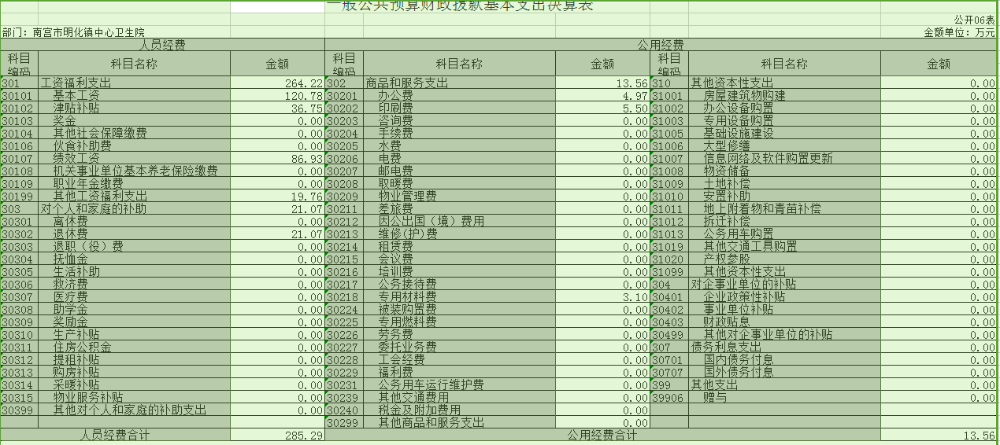 一般公共预算财政拨款基本支出决算表
公开06表
部门：南宫市明化镇中心卫生院 金额单位：万元
人员经费 公用经费
科目编码 科目名称 金额 科目编码 科目名称 金额 科目编码 科目名称 金额
301 工资福利支出 264.22 302 商品和服务支出 13.56 310 其他资本性支出 0.00
30101 基本工资 120.78 30201 办公费 4.97 31001 房屋建筑物购建 0.00
30102 津贴补贴 36.75 30202 印刷费 5.50 31002 办公设备购置 0.00
30103 奖金 0.00 30203 咨询费 0.00 31003 专用设备购置 0.00
30104 其他社会保障缴费 0.00 30204 手续费 0.00 31005 基础设施建设 0.00
30106 伙食补助费 0.00 30205 水费 0.00 31006 大型修缮 0.00
30107 绩效工资 86.93 30206 电费 0.00 31007 信息网络及软件购置更新 0.00
30108 机关事业单位基本养老保险缴费 0.00 30207 邮电费 0.00 31008 物资储备 0.00
30109 职业年金缴费 0.00 30208 取暖费 0.00 31009 土地补偿 0.00
30199 其他工资福利支出 19.76 30209 物业管理费 0.00 31010 安置补助 0.00
303 对个人和家庭的补助 21.07 30211 差旅费 0.00 31011 地上附着物和青苗补偿 0.00
30301 离休费 0.00 30212 因公出国（境）费用 0.00 31012 拆迁补偿 0.00
30302 退休费 21.07 30213 维修(护)费 0.00 31013 公务用车购置 0.00
30303 退职（役）费 0.00 30214 租赁费 0.00 31019 其他交通工具购置 0.00
30304 抚恤金 0.00 30215 会议费 0.00 31020 产权参股 0.00
30305 生活补助 0.00 30216 培训费 0.00 31099 其他资本性支出 0.00
30306 救济费 0.00 30217 公务接待费 0.00 304 对企事业单位的补贴 0.00
30307 医疗费 0.00 30218 专用材料费 3.10 30401 企业政策性补贴 0.00
30308 助学金 0.00 30224 被装购置费 0.00 30402 事业单位补贴 0.00
30309 奖励金 0.00 30225 专用燃料费 0.00 30403 财政贴息 0.00
30310 生产补贴 0.00 30226 劳务费 0.00 30499 其他对企事业单位的补贴 0.00
30311 住房公积金 0.00 30227 委托业务费 0.00 307 债务利息支出 0.00
30312 提租补贴 0.00 30228 工会经费 0.00 30701 国内债务付息 0.00
30313 购房补贴 0.00 30229 福利费 0.00 30707 国外债务付息 0.00
30314 采暖补贴 0.00 30231 公务用车运行维护费 0.00 399 其他支出 0.00
30315 物业服务补贴 0.00 30239 其他交通费用 0.00 39906 赠与 0.00
30399 其他对个人和家庭的补助支出 0.00 30240 税金及附加费用 0.00
30299 其他商品和服务支出 0.00
人员经费合计 285.29 公用经费合计 13.56